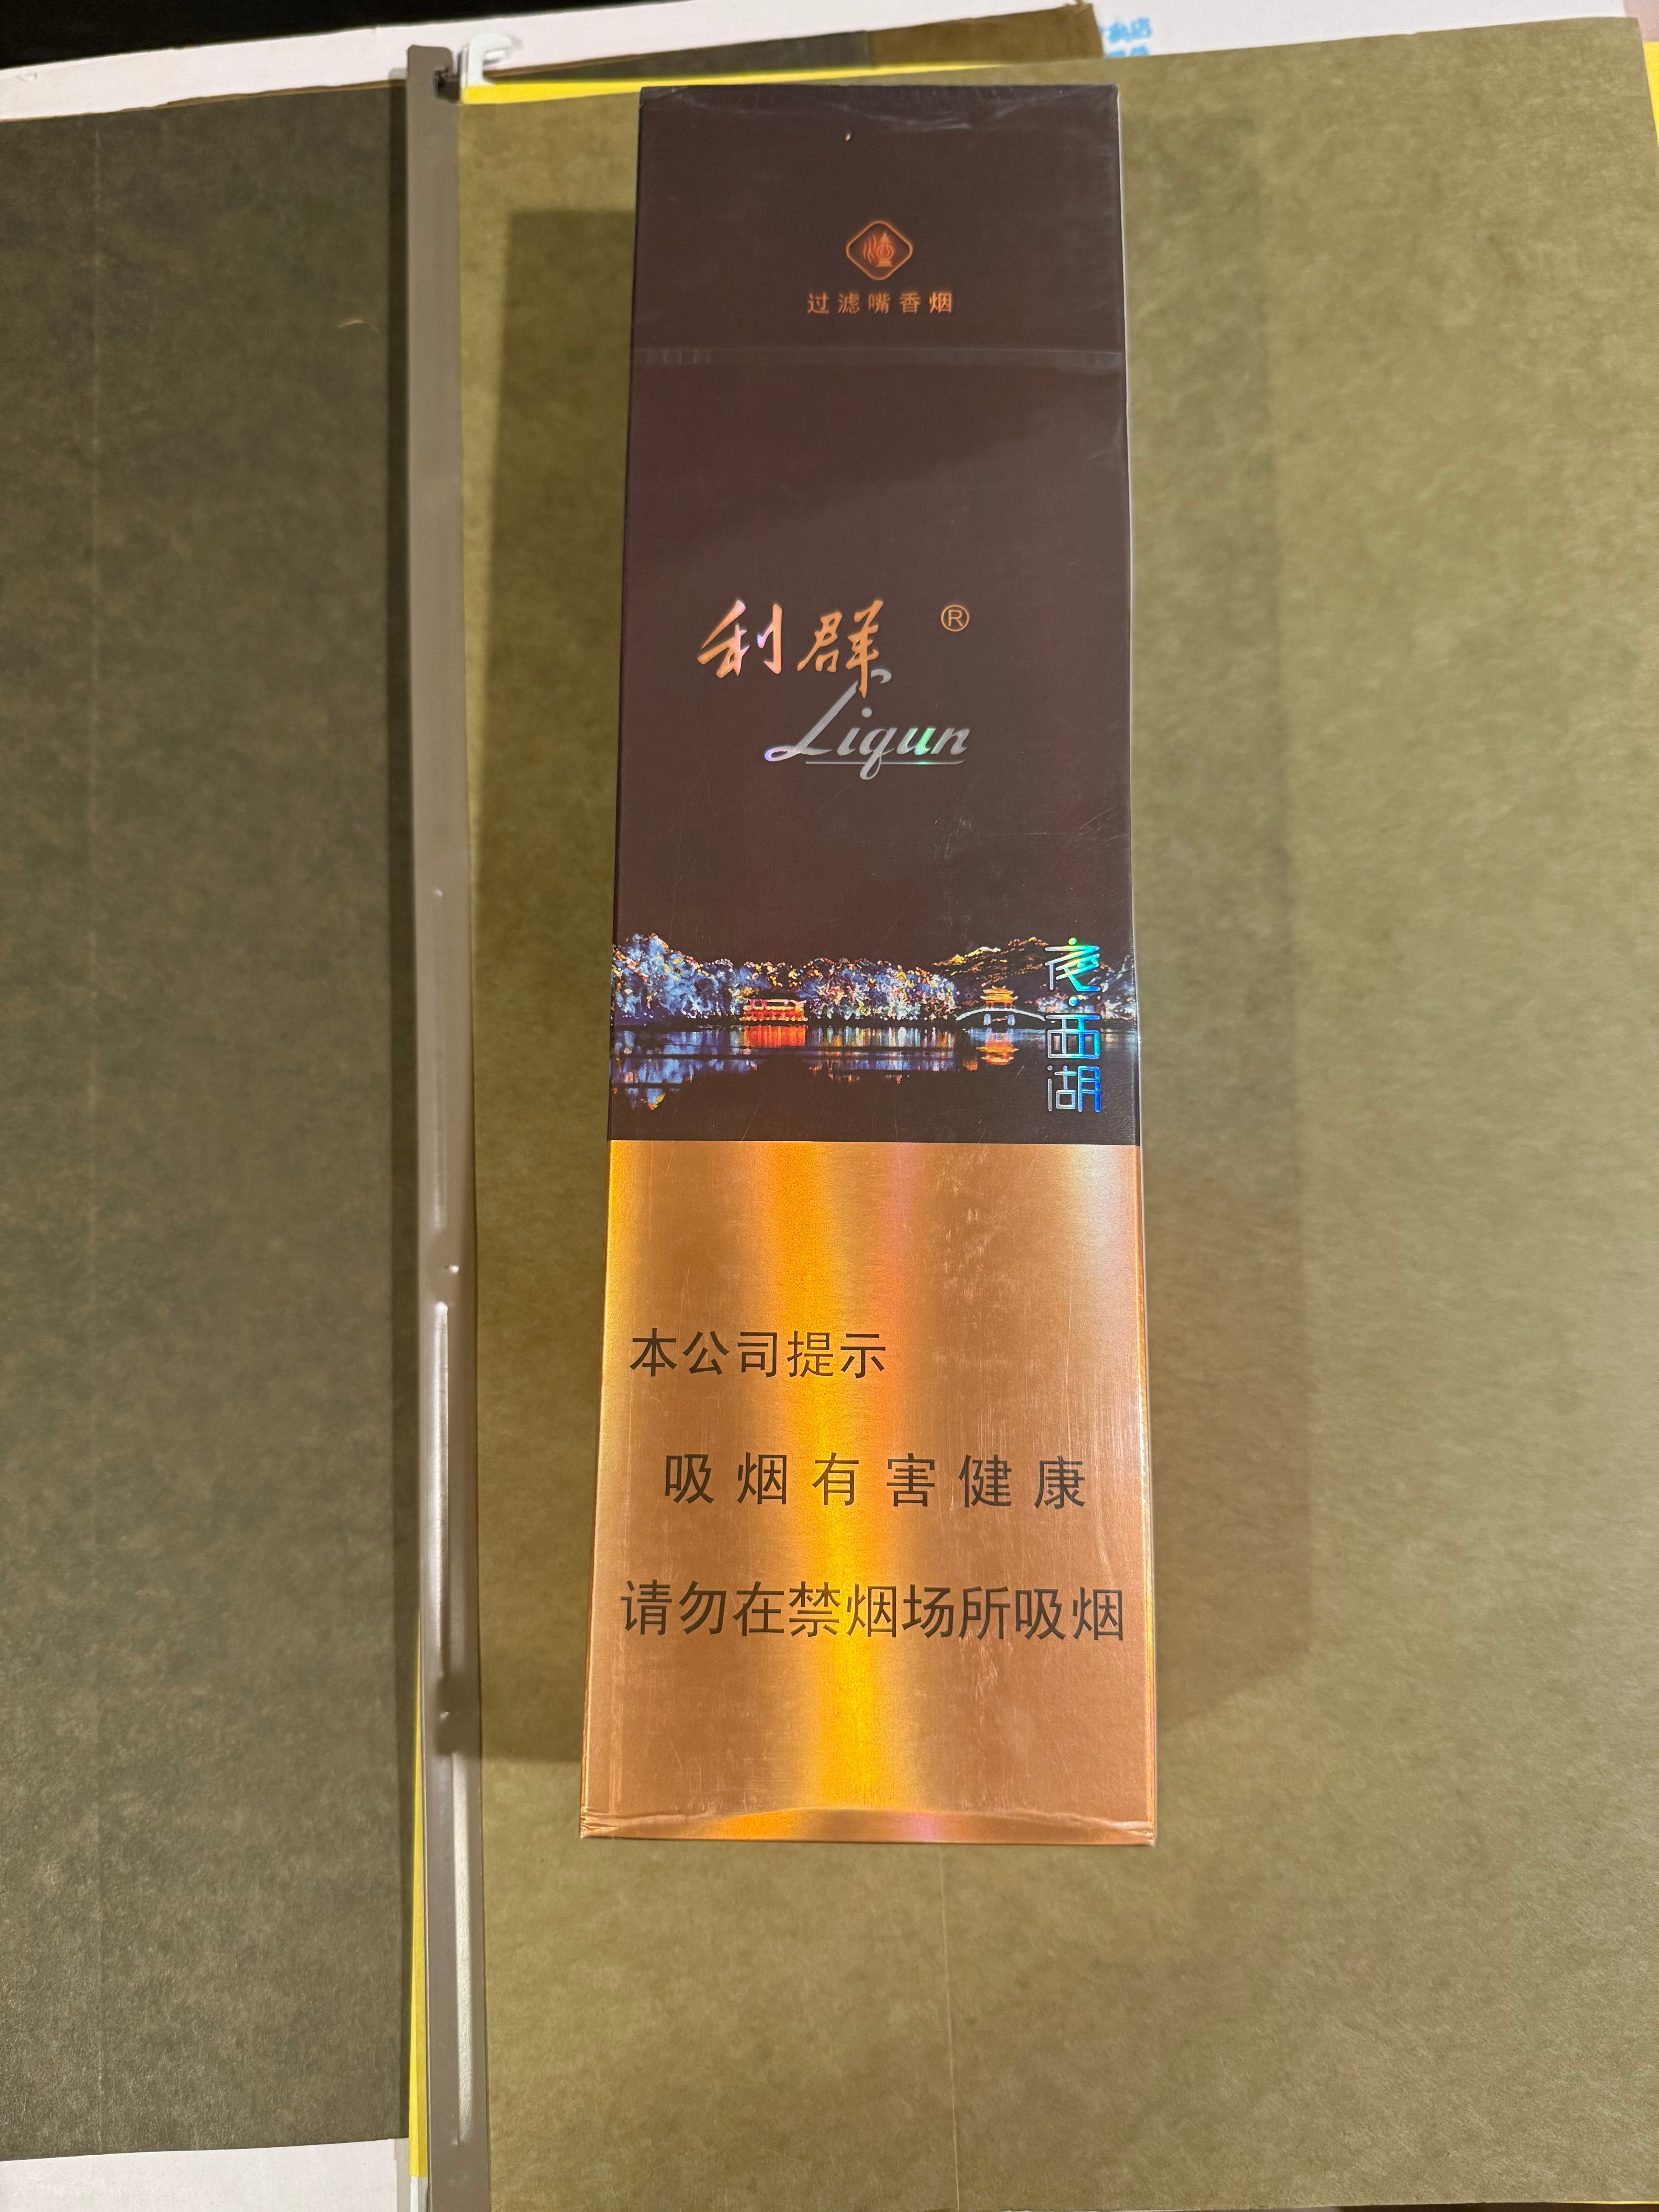 过滤嘴香烟
利群®
Liqun
夜·西湖
本公司提示
吸烟有害健康
请勿在禁烟场所吸烟